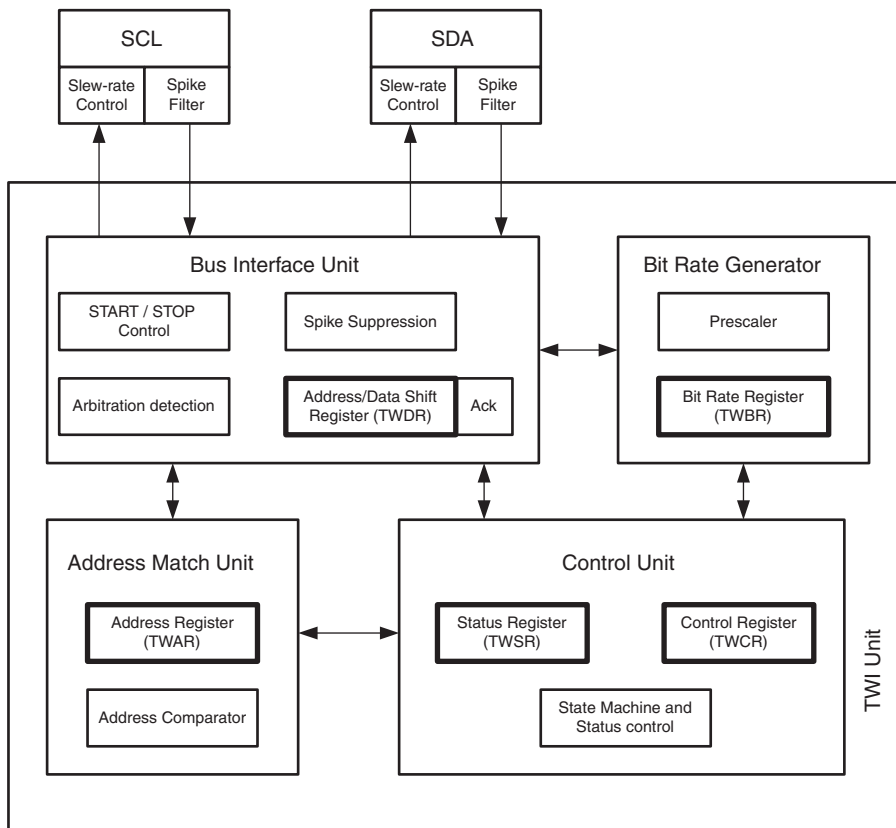 SCL
Slew-rate
Control
Spike
Filter
SDA
Slew-rate
Control
Spike
Filter
Bus Interface Unit
START / STOP
Control
Spike Suppression
Arbitration detection
Address/Data Shift
Register (TWDR)
Ack
Bit Rate Generator
Prescaler
Bit Rate Register
(TWBR)
Address Match Unit
Address Register
(TWAR)
Address Comparator
Control Unit
Status Register
(TWSR)
Control Register
(TWCR)
State Machine and
Status control
TWI Unit